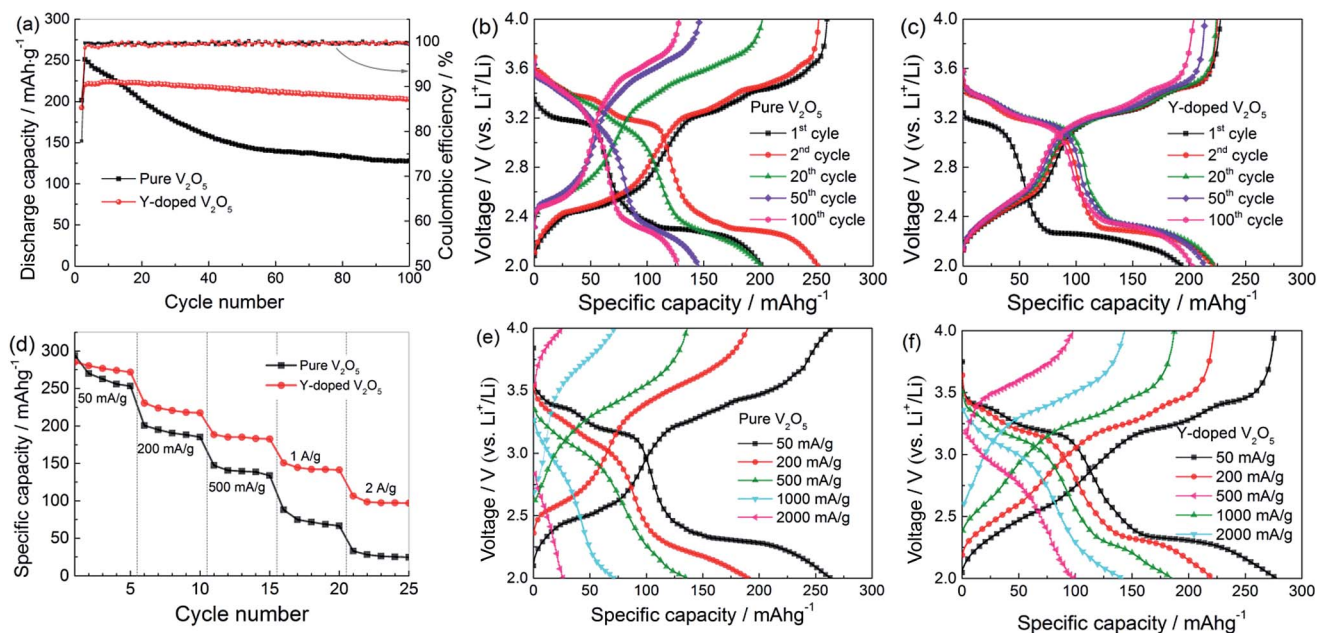 (a)
Discharge capacity / mAh·g⁻¹
300
250
200
150
100
50
0
0 20 40 60 80 100
Cycle number
100
90
80
70
60
50
Coulombic efficiency / %
Pure V₂O₅
Y-doped V₂O₅
(b)
Voltage / V (vs. Li⁺/Li)
4.0
3.6
3.2
2.8
2.4
2.0
0 50 100 150 200 250 300
Specific capacity / mAhg⁻¹
Pure V₂O₅
1ˢᵗ cyle
2ⁿᵈ cycle
20ᵗʰ cycle
50ᵗʰ cycle
100ᵗʰ cycle
(c)
Voltage / V (vs. Li⁺/Li)
4.0
3.6
3.2
2.8
2.4
2.0
0 50 100 150 200 250 300
Specific capacity / mAhg⁻¹
Y-doped V₂O₅
1ˢᵗ cyle
2ⁿᵈ cycle
20ᵗʰ cycle
50ᵗʰ cycle
100ᵗʰ cycle
(d)
Specific capacity / mAhg⁻¹
300
250
200
150
100
50
0
5 10 15 20 25
Cycle number
Pure V₂O₅
Y-doped V₂O₅
50 mA/g
200 mA/g
500 mA/g
1 A/g
2 A/g
(e)
Voltage / V (vs. Li⁺/Li)
4.0
3.5
3.0
2.5
2.0
0 50 100 150 200 250 300
Specific capacity / mAhg⁻¹
Pure V₂O₅
50 mA/g
200 mA/g
500 mA/g
1000 mA/g
2000 mA/g
(f)
Voltage / V (vs. Li⁺/Li)
4.0
3.5
3.0
2.5
2.0
0 50 100 150 200 250 300
Specific capacity / mAhg⁻¹
Y-doped V₂O₅
50 mA/g
200 mA/g
500 mA/g
1000 mA/g
2000 mA/g